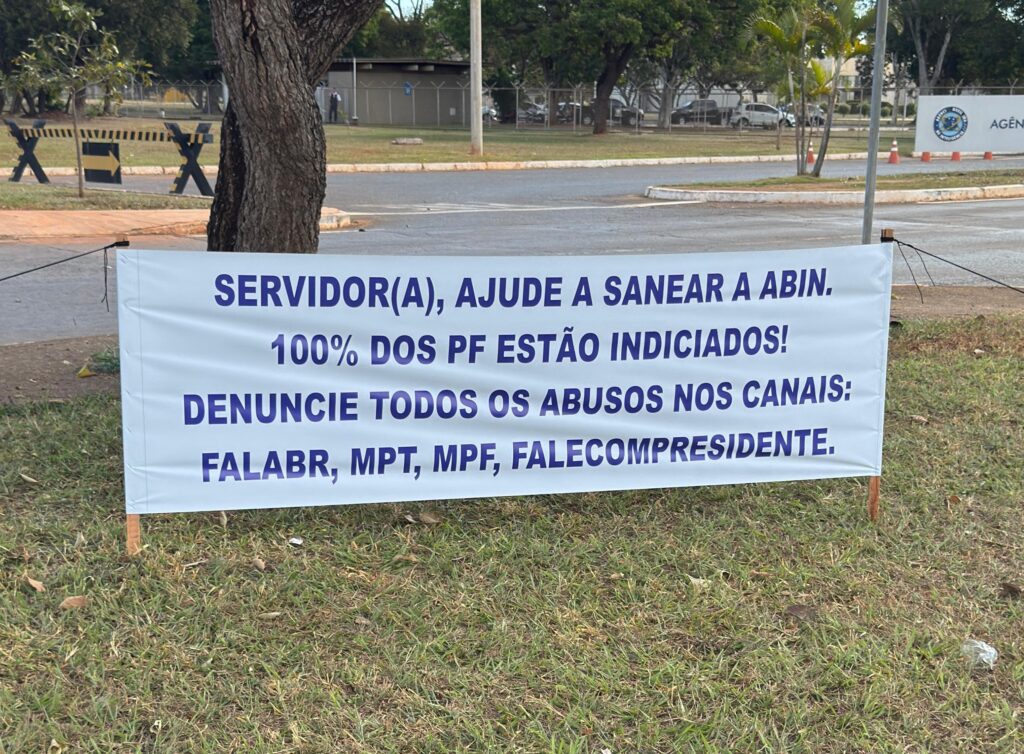 AGÊN
SERVIDOR(A), AJUDE A SANEAR A ABIN.
100% DOS PF ESTÃO INDICIADOS!
DENUNCIE TODOS OS ABUSOS NOS CANAIS:
FALABR, MPT, MPF, FALECOMPRESIDENTE.